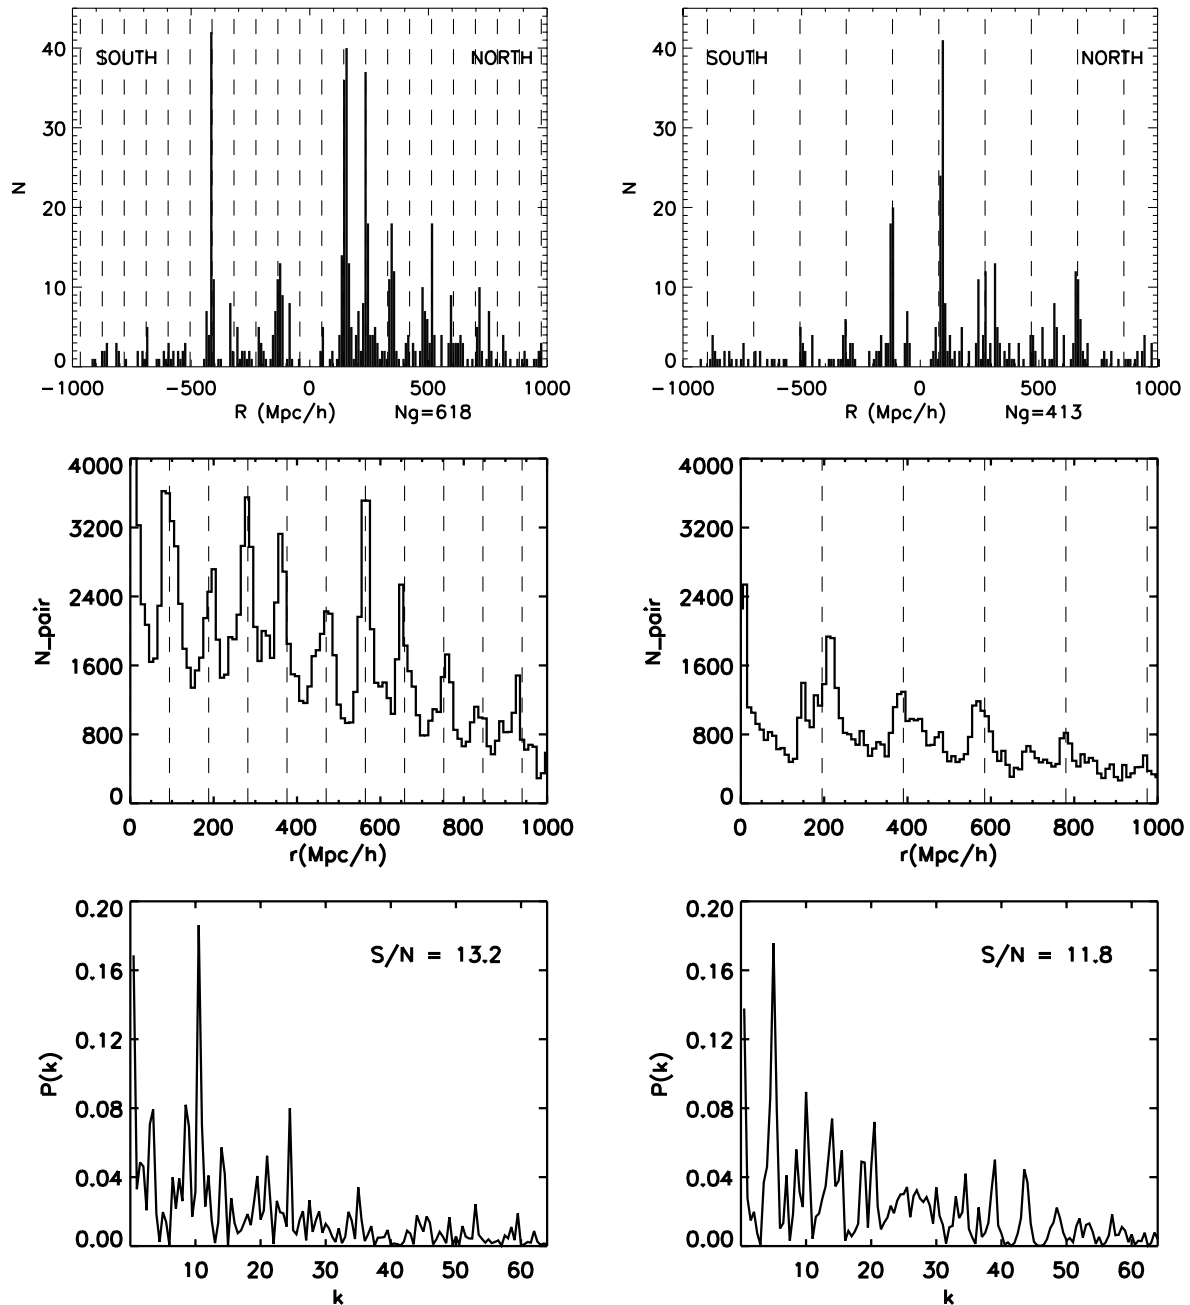 40
SOUTH
NORTH
30
N
20
10
0
−1000 −500 0 500 1000
R (Mpc/h) Ng=618
40
SOUTH
NORTH
30
N
20
10
0
−1000 −500 0 500 1000
R (Mpc/h) Ng=413
4000
3200
2400
N_pair
1600
800
0
0 200 400 600 800 1000
r(Mpc/h)
4000
3200
2400
N_pair
1600
800
0
0 200 400 600 800 1000
r(Mpc/h)
0.20
S/N = 13.2
0.16
0.12
P(k)
0.08
0.04
0.00
10 20 30 40 50 60
k
0.20
S/N = 11.8
0.16
0.12
P(k)
0.08
0.04
0.00
10 20 30 40 50 60
k